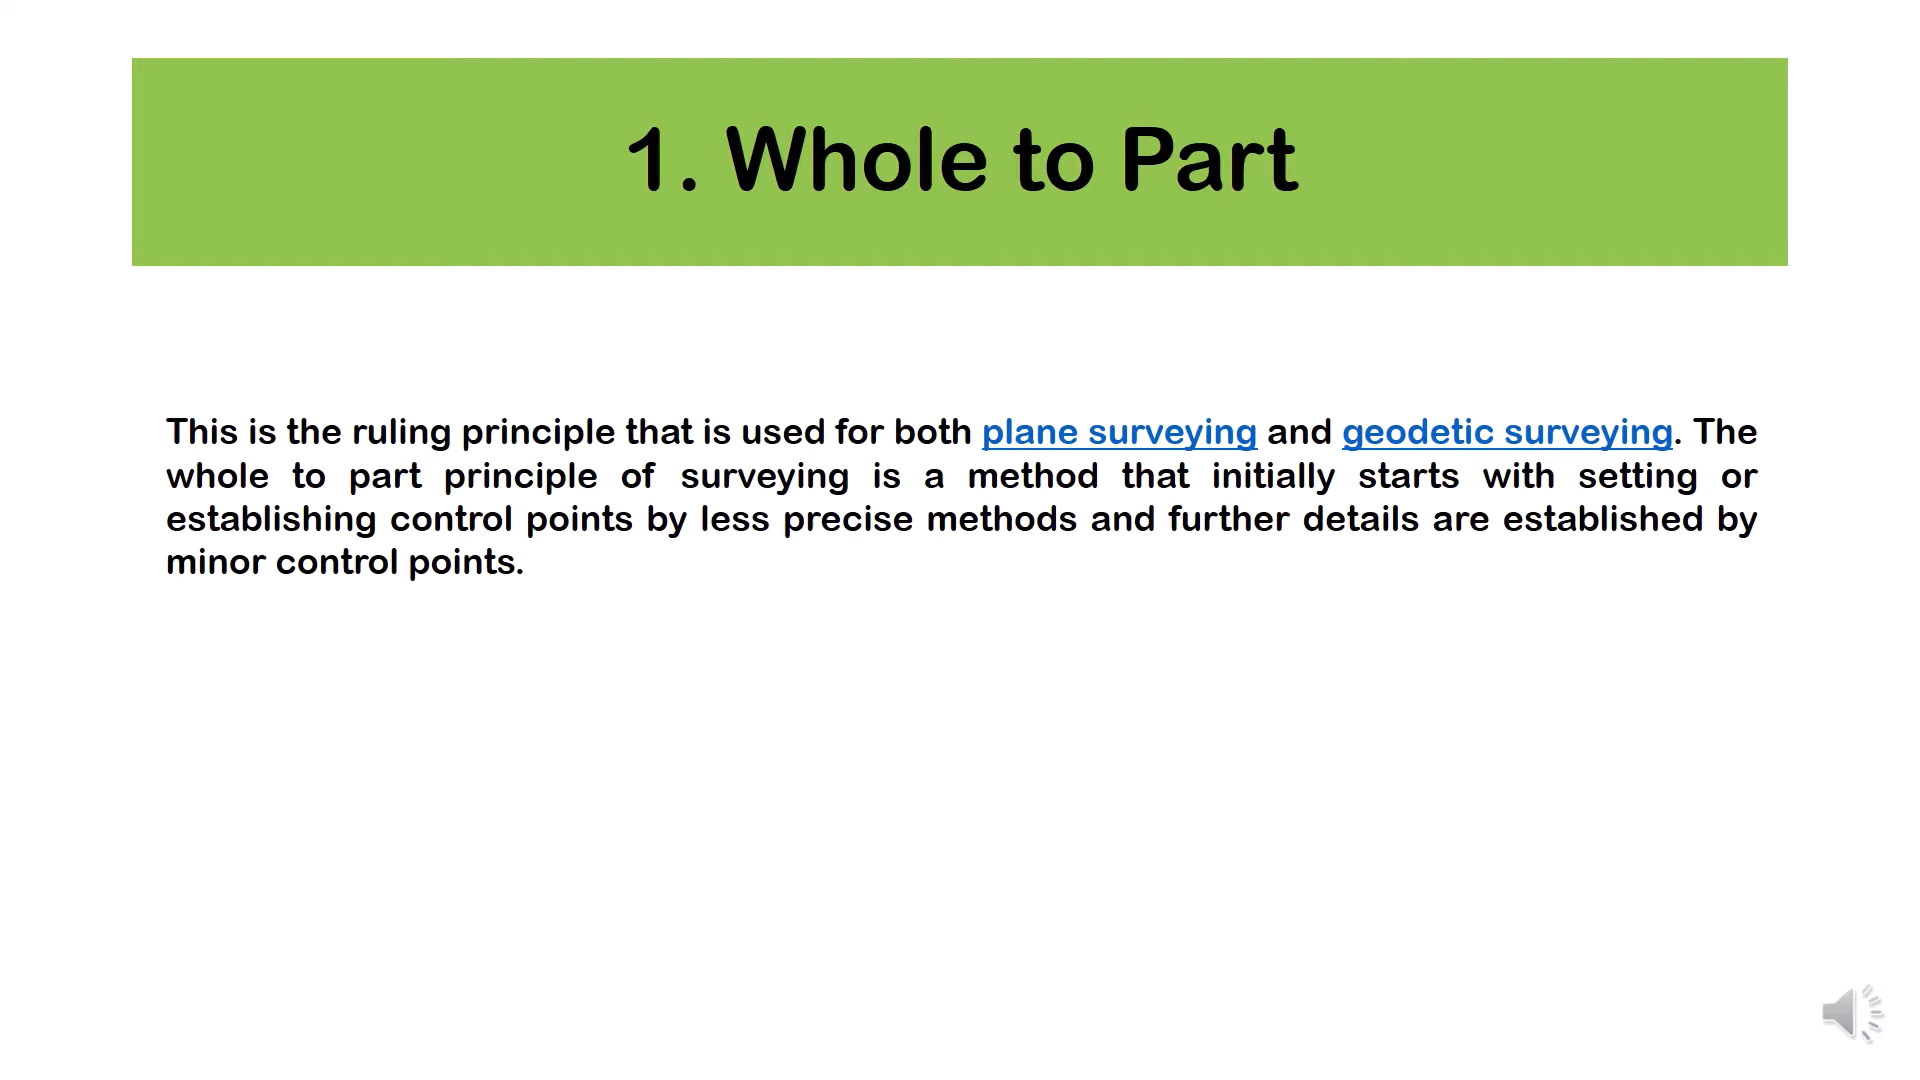 1. Whole to Part
This is the ruling principle that is used for both plane surveying and geodetic surveying. The
whole to part principle of surveying is a method that initially starts with setting or
establishing control points by less precise methods and further details are established by
minor control points.